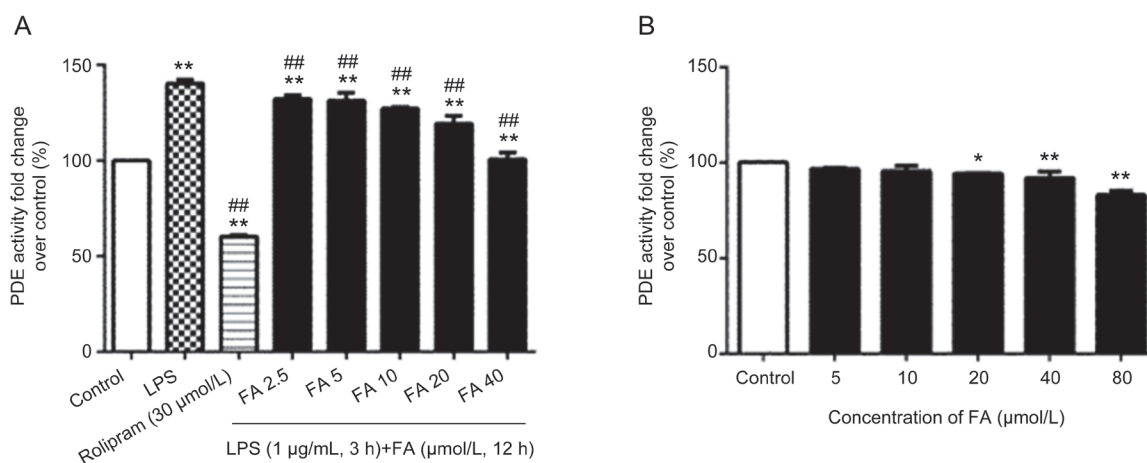 A
PDE activity fold change
over control (%)
150
100
50
0
**
##
**
##
**
##
**
##
**
##
**
##
**
Control
LPS
Rolipram (30 μmol/L)
FA 2.5
FA 5
FA 10
FA 20
FA 40
LPS (1 μg/mL, 3 h)+FA (μmol/L, 12 h)
B
PDE activity fold change
over control (%)
150
100
50
0
*
**
**
Control 5 10 20 40 80
Concentration of FA (μmol/L)